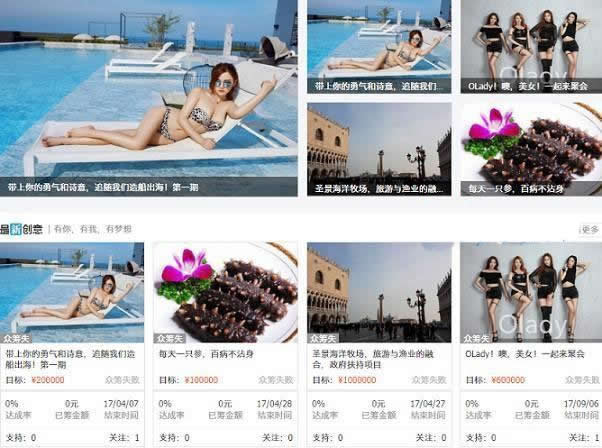 带上你的勇气和诗意，追随我们造船出海！第一期
带上你的勇气和诗意，追随我们...
OLady！噢，美女！一起来聚会
Olady
圣景海洋牧场，旅游与渔业的融...
每天一只参，百病不沾身
最新创意 | 有你、有我、有梦想
更多
众筹失
带上你的勇气和诗意，追随我们造
船出海！第一期
目标：¥200000 众筹失败
0% 0元 17/04/07
达成率 已筹金额 结束时间
支持：0 关注：1
众筹失
每天一只参，百病不沾身
目标：¥100000 众筹失败
0% 0元 17/04/28
达成率 已筹金额 结束时间
支持：0 关注：0
众筹失
圣景海洋牧场，旅游与渔业的融
合，政府扶持项目
目标：¥1000000 众筹失败
0% 0元 17/04/28
达成率 已筹金额 结束时间
支持：0 关注：0
Olady
众筹失
OLady！噢，美女！一起来聚会
目标：¥600000 众筹失败
0% 0元 17/09/06
达成率 已筹金额 结束时间
支持：0 关注：1